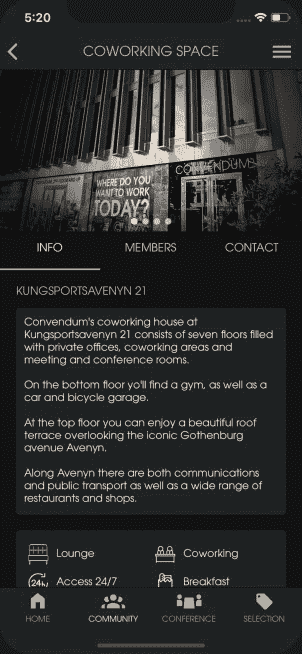 5:20
COWORKING SPACE
CONVENDUM
WHERE DO YOU
WANT TO WORK
TODAY?
INFO MEMBERS CONTACT
KUNGSPORTSAVENYN 21
Convendum's coworking house at
Kungsportsavenyn 21 consists of seven floors filled
with private offices, coworking areas and
meeting and conference rooms.
On the bottom floor yo'll find a gym, as well as a
car and bicycle garage.
At the top floor you can enjoy a beautiful roof
terrace overlooking the iconic Gothenburg
avenue Avenyn.
Along Avenyn there are both communications
and public transport as well as a wide range of
restaurants and shops.
Lounge Coworking
24h Access 24/7 Breakfast
HOME COMMUNITY CONFERENCE SELECTION